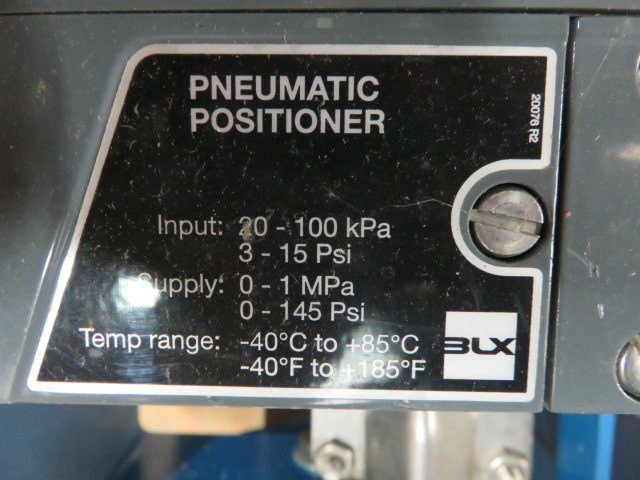 PNEUMATIC
POSITIONER
20076 R2
Input: 20 - 100 kPa
3 - 15 Psi
Supply: 0 - 1 MPa
0 - 145 Psi
Temp range: -40°C to +85°C
-40°F to +185°F
BLX